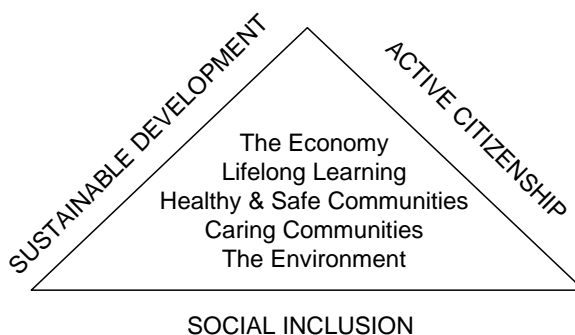 SUSTAINABLE DEVELOPMENT
ACTIVE CITIZENSHIP
The Economy
Lifelong Learning
Healthy & Safe Communities
Caring Communities
The Environment
SOCIAL INCLUSION